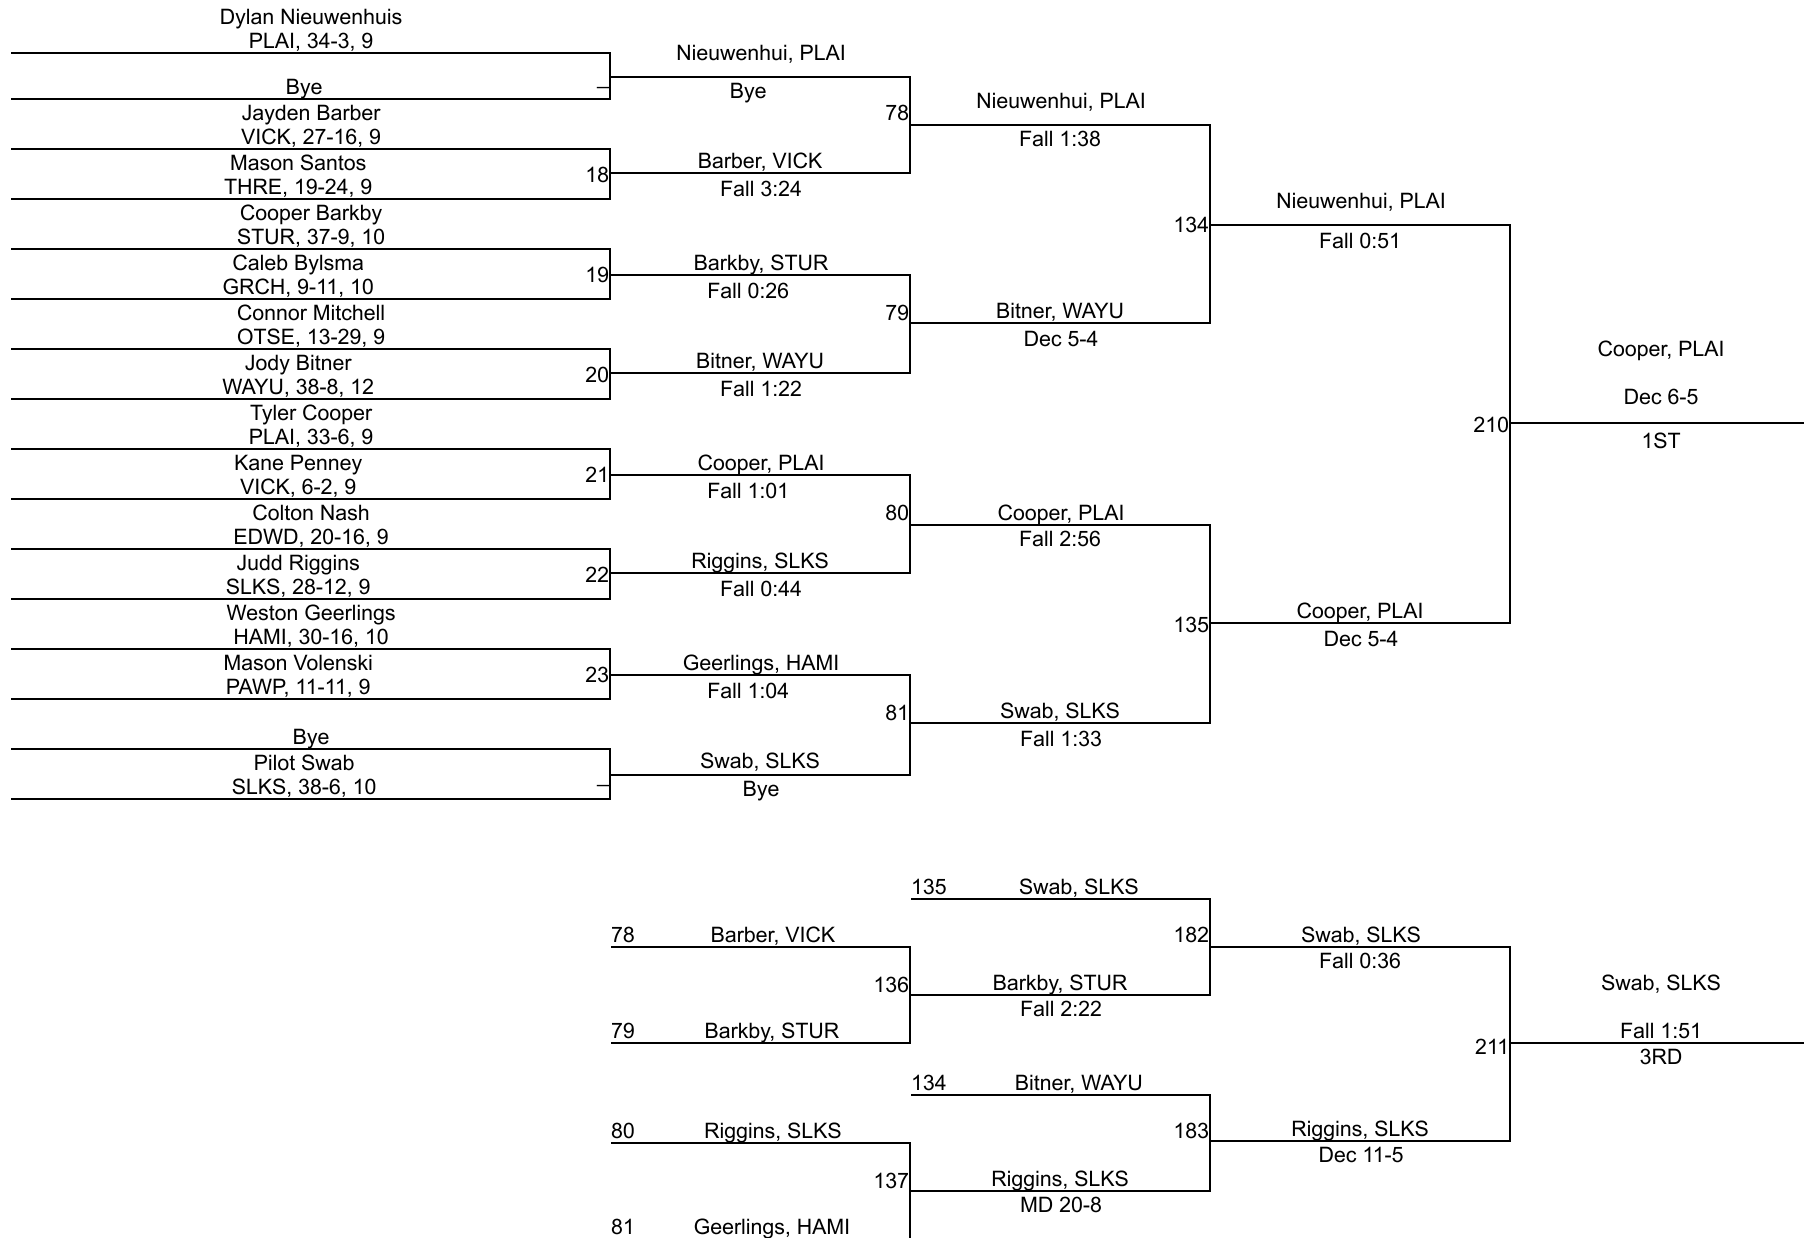 Dylan Nieuwenhuis
PLAI, 34-3, 9
Bye
Jayden Barber
VICK, 27-16, 9
Mason Santos
THRE, 19-24, 9
Cooper Barkby
STUR, 37-9, 10
Caleb Bylsma
GRCH, 9-11, 10
Connor Mitchell
OTSE, 13-29, 9
Jody Bitner
WAYU, 38-8, 12
Tyler Cooper
PLAI, 33-6, 9
Kane Penney
VICK, 6-2, 9
Colton Nash
EDWD, 20-16, 9
Judd Riggins
SLKS, 28-12, 9
Weston Geerlings
HAMI, 30-16, 10
Mason Volenski
PAWP, 11-11, 9
Bye
Pilot Swab
SLKS, 38-6, 10
–
18
19
20
21
22
23
–
Nieuwenhui, PLAI
Bye
Barber, VICK
Fall 3:24
Barkby, STUR
Fall 0:26
Bitner, WAYU
Fall 1:22
Cooper, PLAI
Fall 1:01
Riggins, SLKS
Fall 0:44
Geerlings, HAMI
Fall 1:04
Swab, SLKS
Bye
78
79
80
81
Nieuwenhui, PLAI
Fall 1:38
Bitner, WAYU
Dec 5-4
Cooper, PLAI
Fall 2:56
Swab, SLKS
Fall 1:33
134
135
Nieuwenhui, PLAI
Fall 0:51
Cooper, PLAI
Dec 5-4
210
Cooper, PLAI
Dec 6-5
1ST
78 Barber, VICK
79 Barkby, STUR
80 Riggins, SLKS
81 Geerlings, HAMI
136
137
135 Swab, SLKS
Barkby, STUR
Fall 2:22
134 Bitner, WAYU
Riggins, SLKS
MD 20-8
182
183
Swab, SLKS
Fall 0:36
Riggins, SLKS
Dec 11-5
211
Swab, SLKS
Fall 1:51
3RD